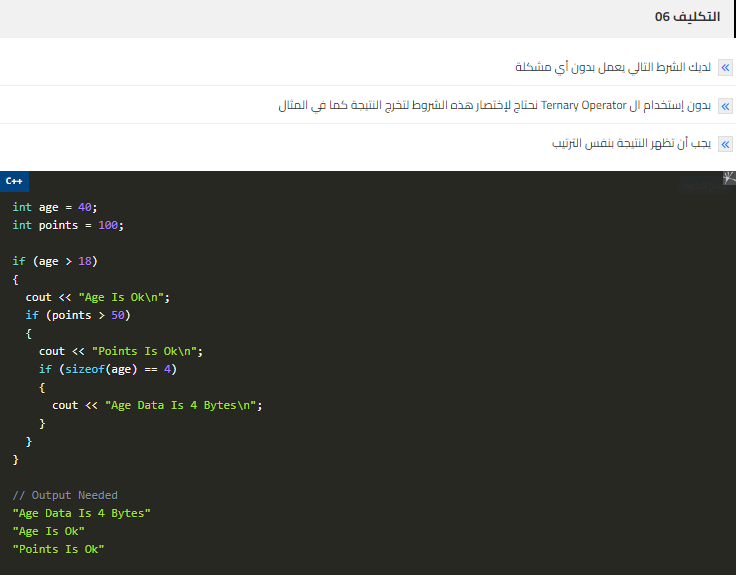 التكليف 06
لديك الشرط التالي يعمل بدون أي مشكلة
بدون إستخدام ال Ternary Operator نحتاج لإختصار هذه الشروط لتخرج النتيجة كما في المثال
يجب أن تظهر النتيجة بنفس الترتيب
C++
int age = 40;
int points = 100;
if (age > 18)
{
cout << "Age Is Ok\n";
if (points > 50)
{
cout << "Points Is Ok\n";
if (sizeof(age) == 4)
{
cout << "Age Data Is 4 Bytes\n";
}
}
}
// Output Needed
"Age Data Is 4 Bytes"
"Age Is Ok"
"Points Is Ok"